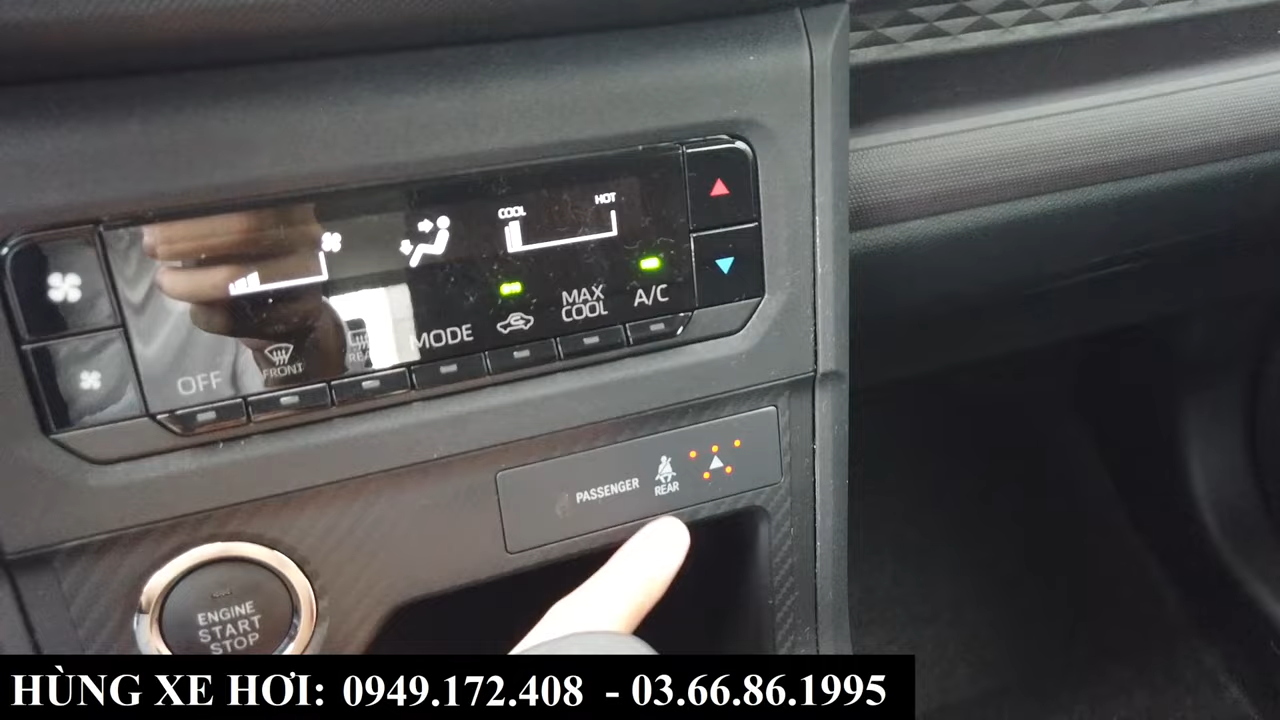 COOL HOT
MAX
COOL
A/C
MODE
REAR
FRONT
OFF
PASSENGER
REAR
ENGINE
START
STOP
HÙNG XE HƠI: 0949.172.408 - 03.66.86.1995